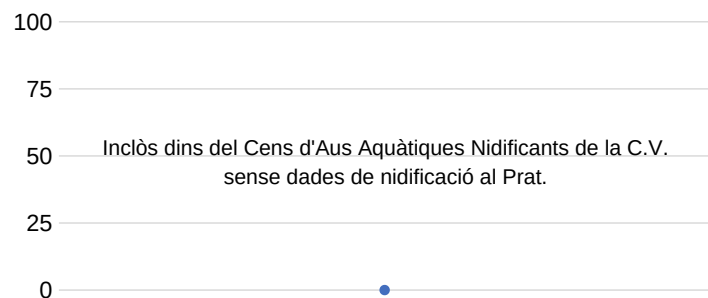 100
75
50
Inclòs dins del Cens d'Aus Aquàtiques Nidificants de la C.V.
sense dades de nidificació al Prat.
25
0